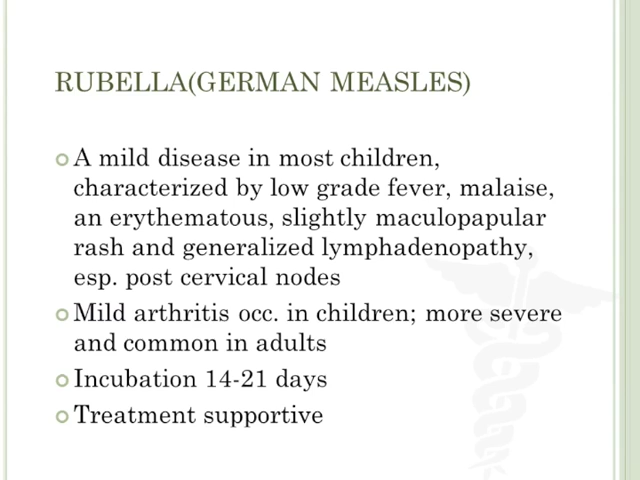 RUBELLA(GERMAN MEASLES)
A mild disease in most children,
characterized by low grade fever, malaise,
an erythematous, slightly maculopapular
rash and generalized lymphadenopathy,
esp. post cervical nodes
Mild arthritis occ. in children; more severe
and common in adults
Incubation 14-21 days
Treatment supportive